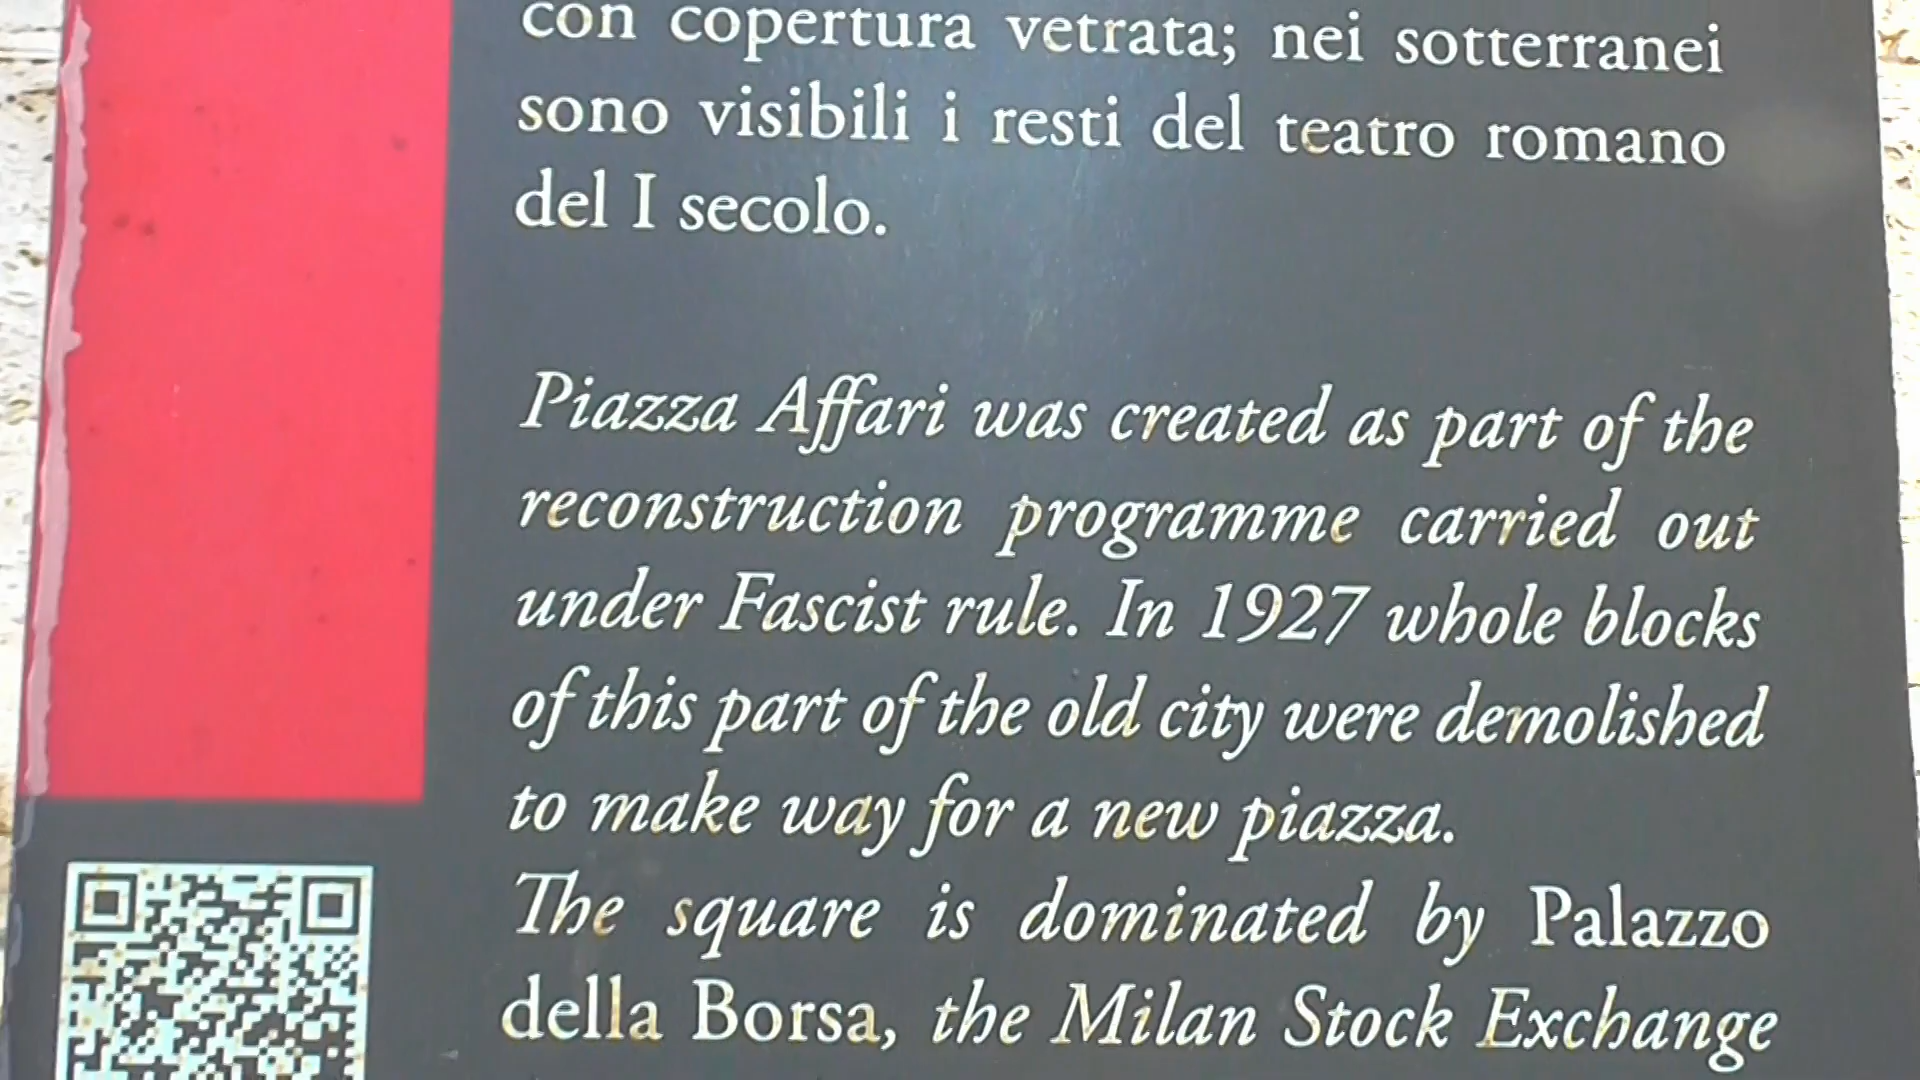 con copertura vetrata; nei sotterranei
sono visibili i resti del teatro romano
del I secolo.
Piazza Affari was created as part of the
reconstruction programme carried out
under Fascist rule. In 1927 whole blocks
of this part of the old city were demolished
to make way for a new piazza.
The square is dominated by Palazzo
della Borsa, the Milan Stock Exchange